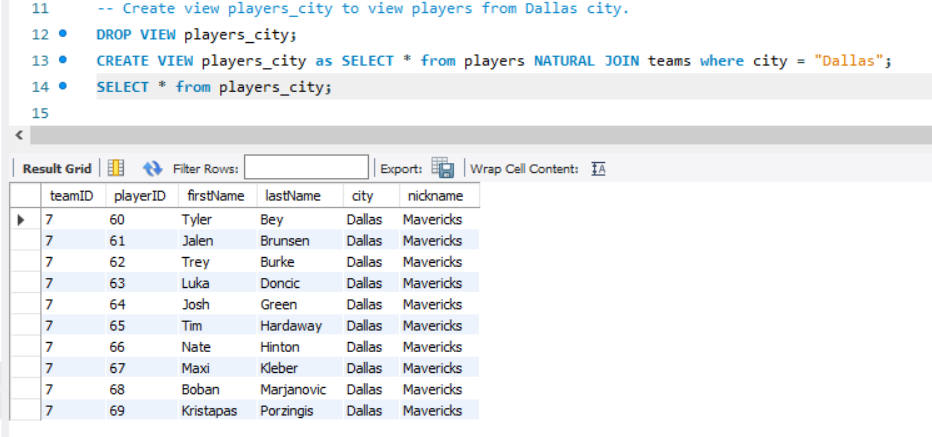 11 -- Create view players_city to view players from Dallas city.
12 DROP VIEW players_city;
13 CREATE VIEW players_city as SELECT * from players NATURAL JOIN teams where city = "Dallas";
14 SELECT * from players_city;
15
Result Grid Filter Rows: Export: Wrap Cell Content: IA
teamID playerID firstName lastName city nickname
7 60 Tyler Bey Dallas Mavericks
7 61 Jalen Brunsen Dallas Mavericks
7 62 Trey Burke Dallas Mavericks
7 63 Luka Doncic Dallas Mavericks
7 64 Josh Green Dallas Mavericks
7 65 Tim Hardaway Dallas Mavericks
7 66 Nate Hinton Dallas Mavericks
7 67 Maxi Kleber Dallas Mavericks
7 68 Boban Marjanovic Dallas Mavericks
7 69 Kristapas Porzingis Dallas Mavericks